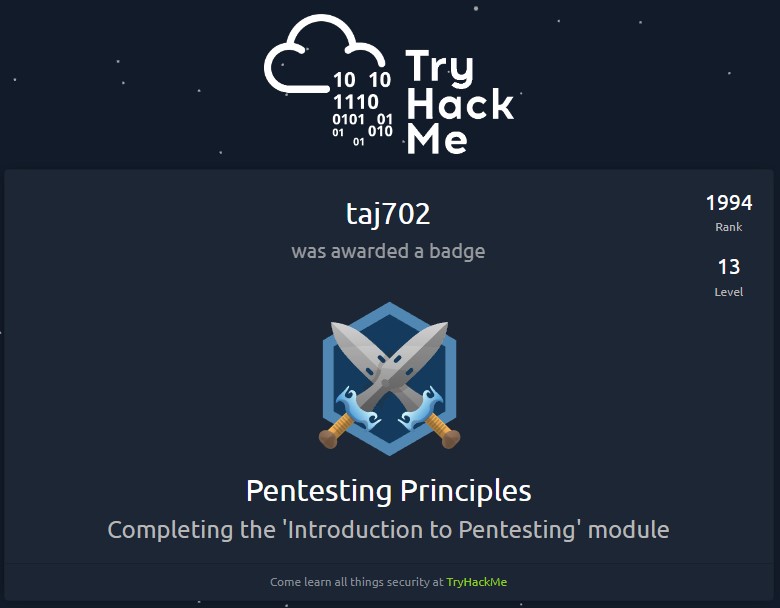 10 10
1110
0101 01
01 010
01
Try
Hack
Me
taj702
was awarded a badge
1994
Rank
13
Level
Pentesting Principles
Completing the 'Introduction to Pentesting' module
Come learn all things security at TryHackMe